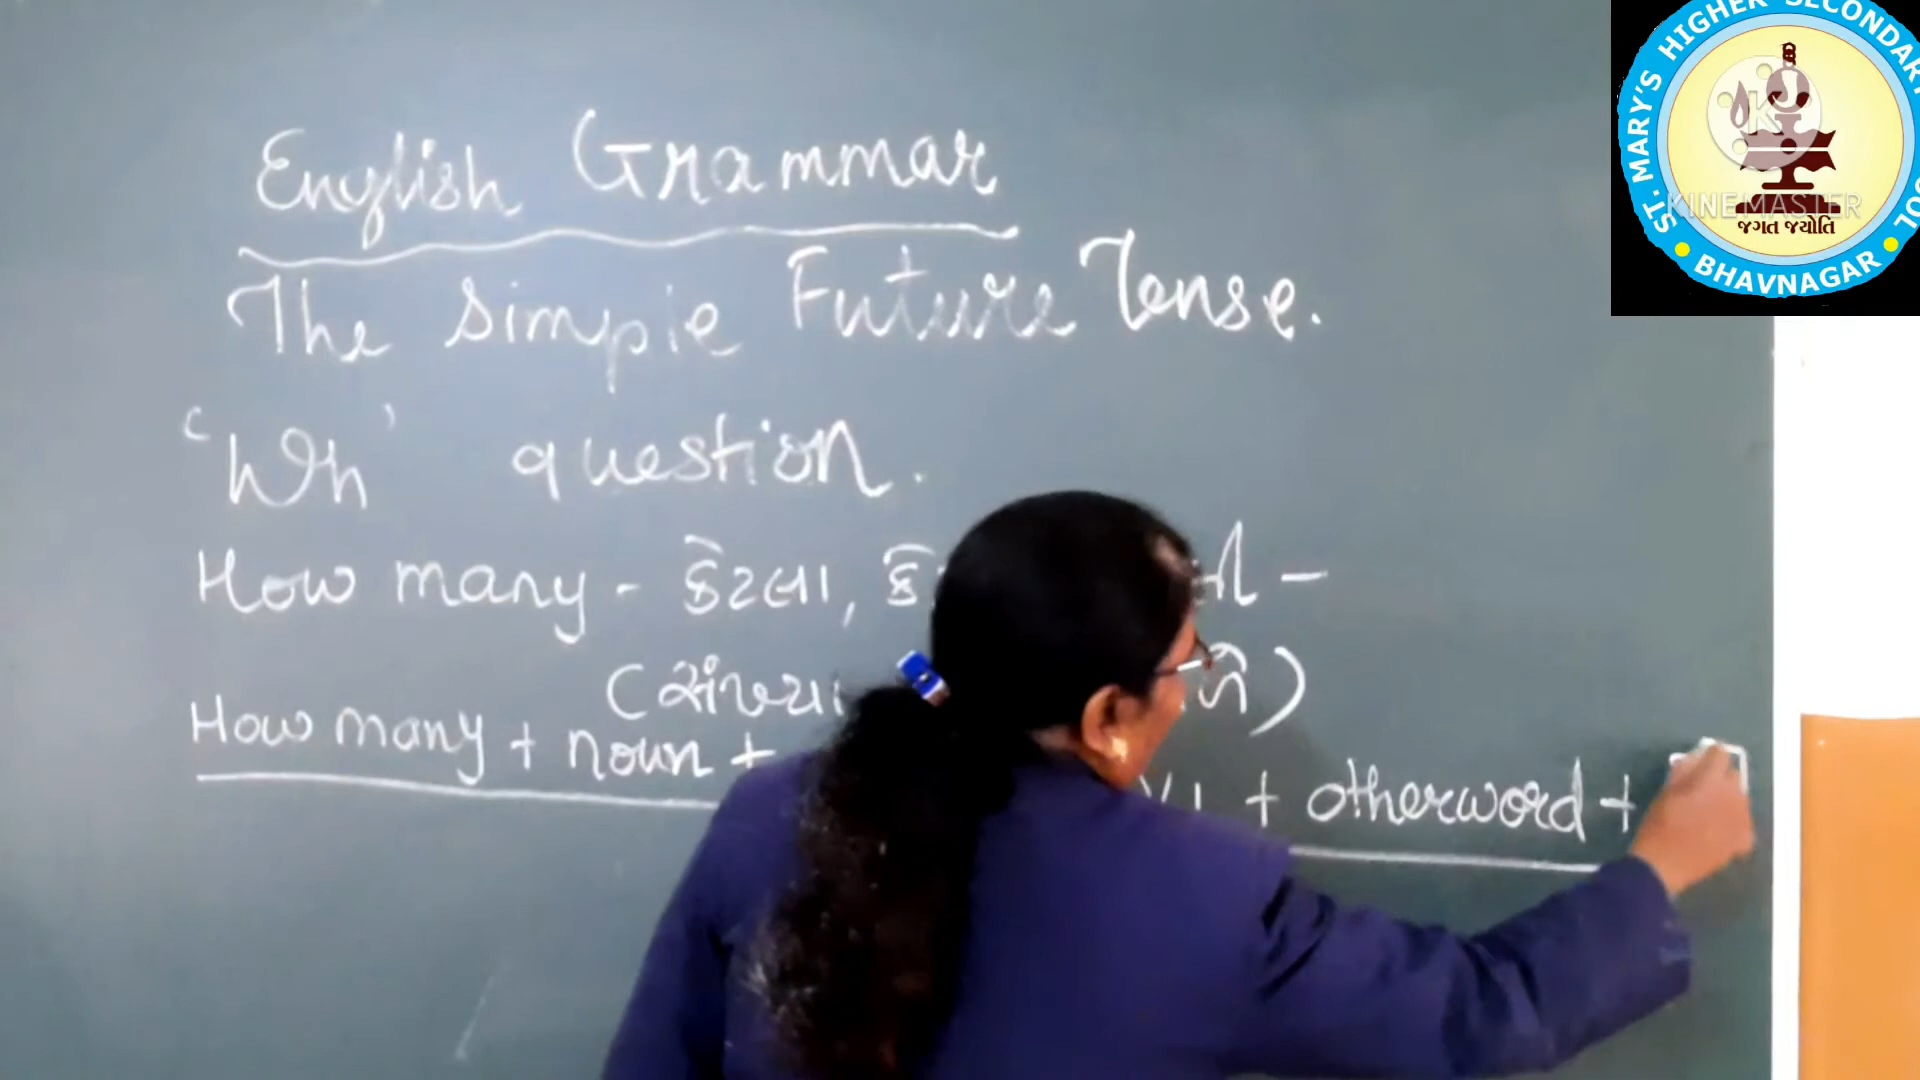 English Grammar
The Simple Future Tense.
'Wh' question.
How many - કેટલા, –
(સંખ્યા )
How many + noun + V1 + otherword +
ST. MARY'S HIGHER SECONDARY
BHAVNAGAR
જગત જ્યોતિ
KINEMASTER